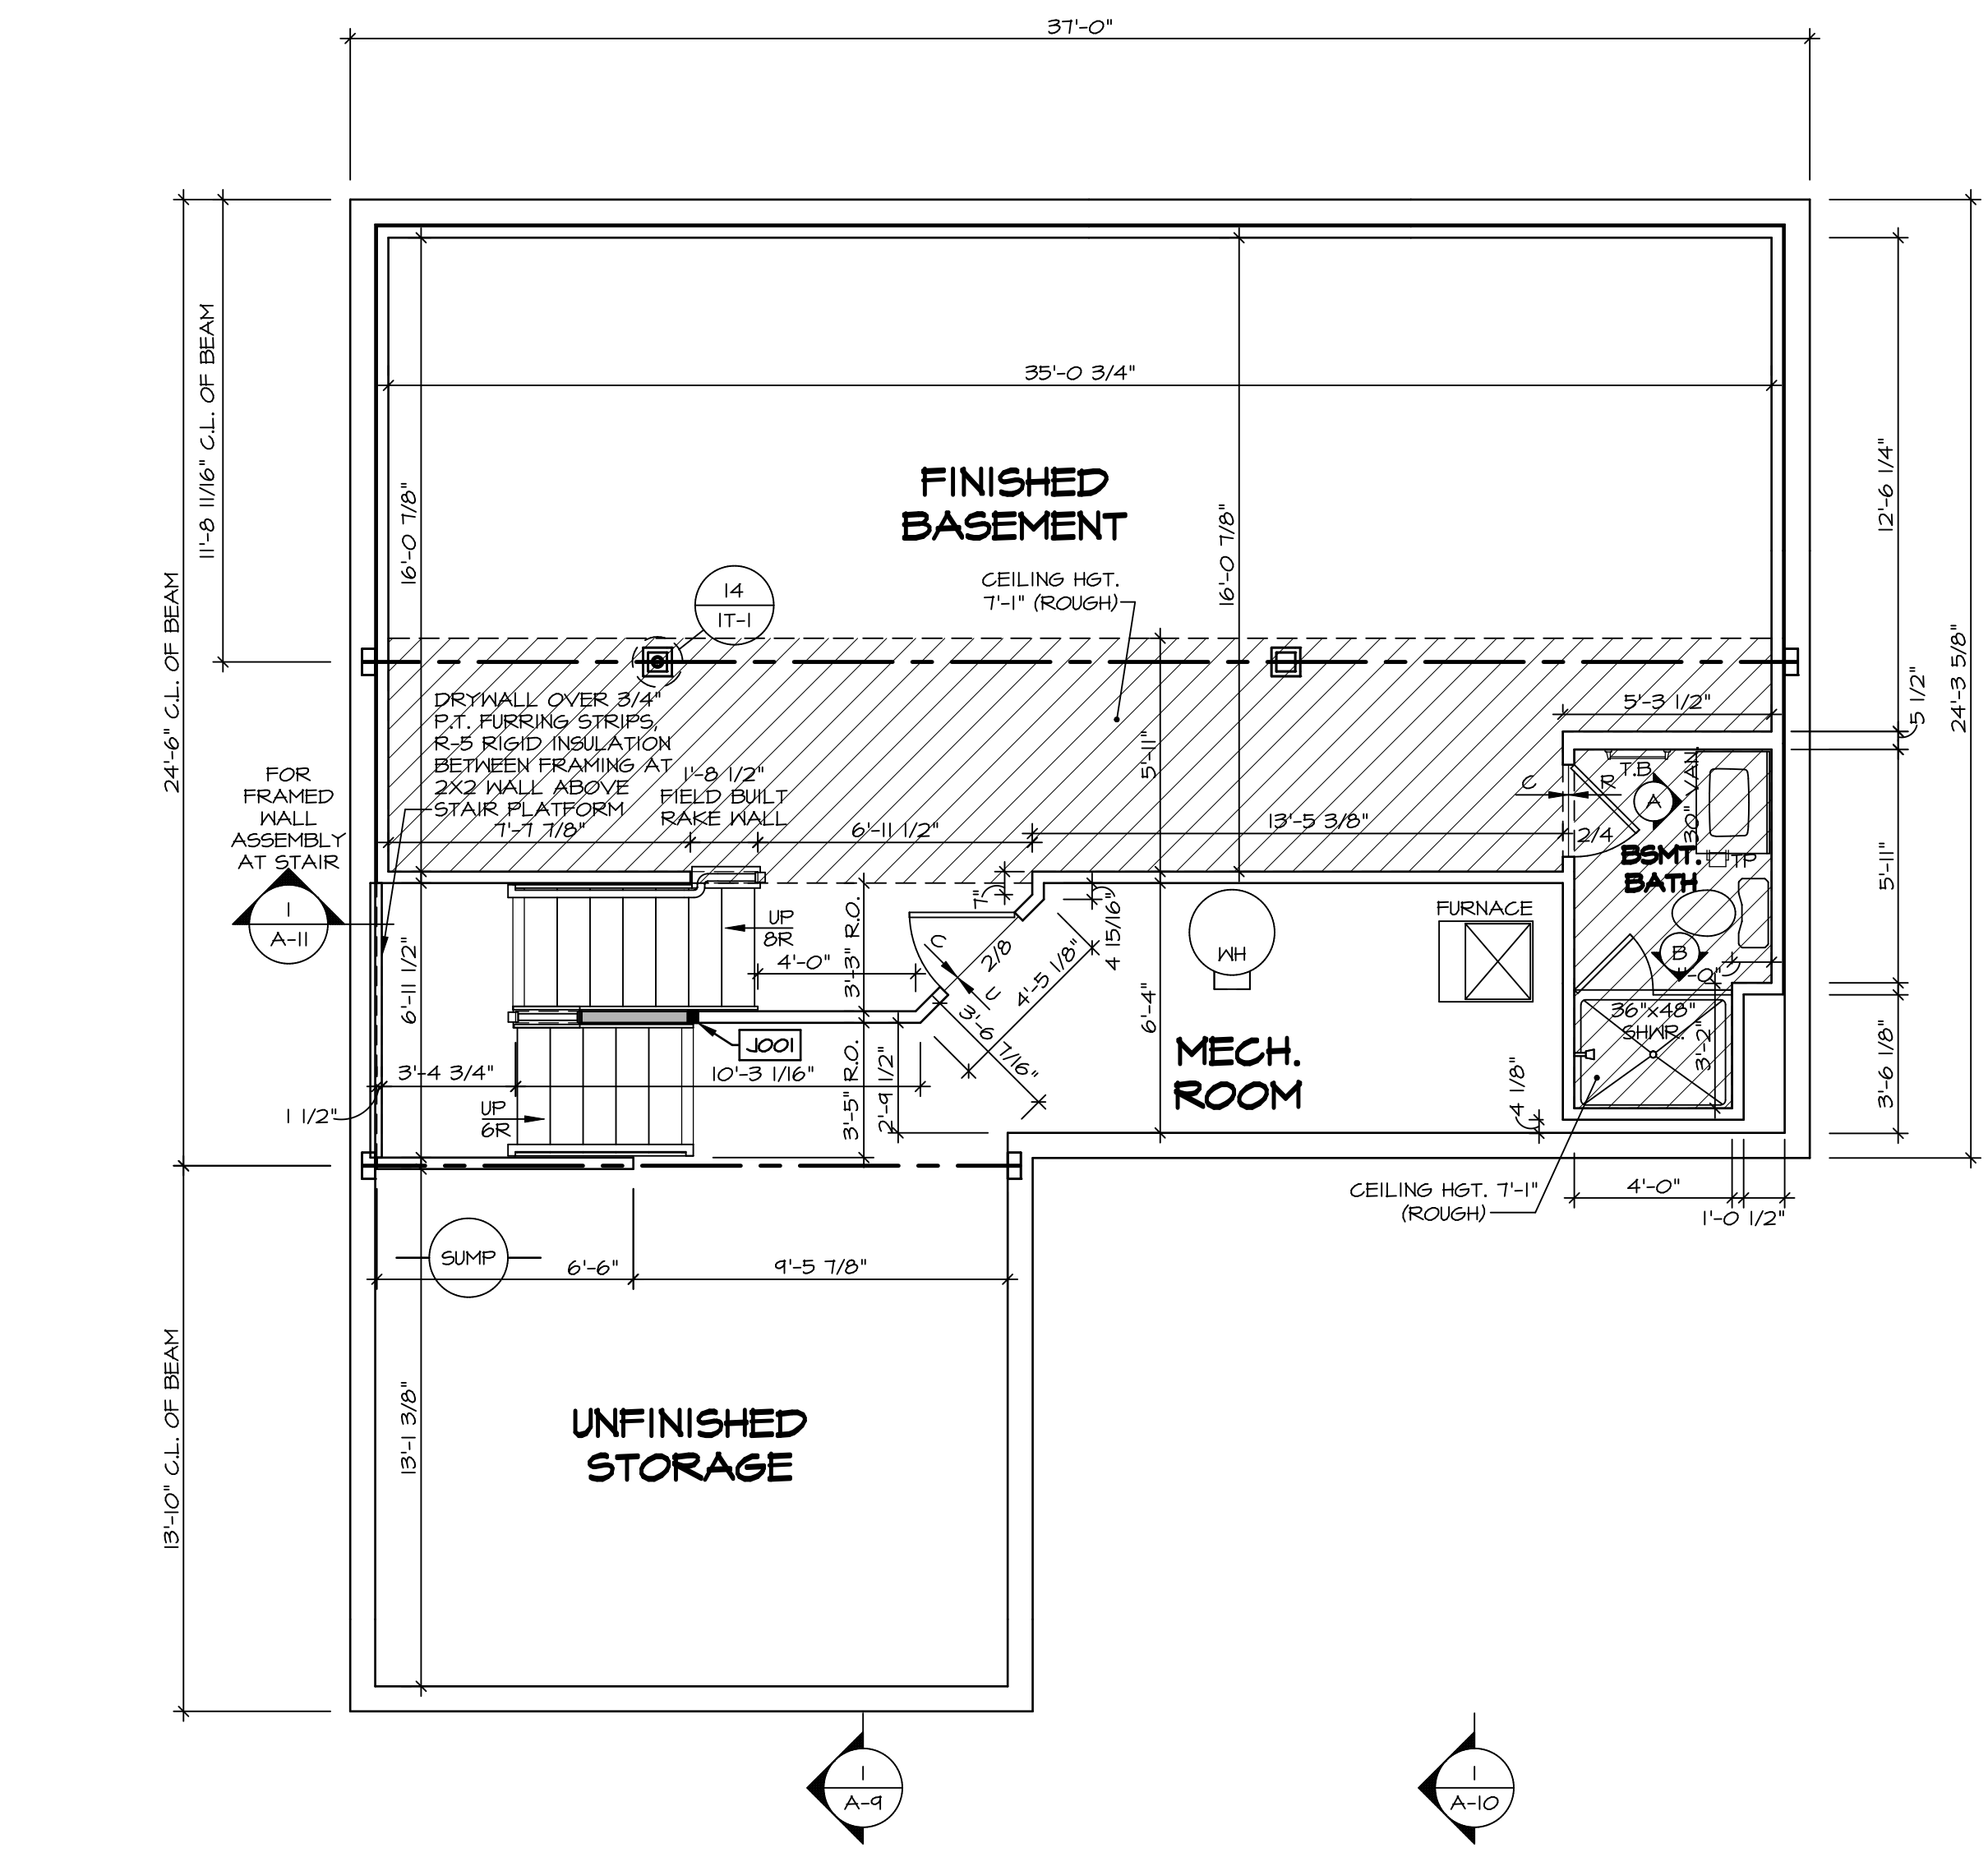 37'-0"
35'-0 3/4"
11'-8 11/16" C.L. OF BEAM
24'-6" C.L. OF BEAM
13'-10" C.L. OF BEAM
16'-0 7/8"
16'-0 7/8"
12'-6 1/4"
24'-3 5/8"
5 1/2"
FINISHED
BASEMENT
CEILING HGT.
7'-1" (ROUGH)
14
1T-1
DRYWALL OVER 3/4"
P.T. FURRING STRIPS,
R-5 RIGID INSULATION
BETWEEN FRAMING AT
2X2 WALL ABOVE
STAIR PLATFORM
FOR
FRAMED
WALL
ASSEMBLY
AT STAIR
1
A-11
1'-8 1/2"
FIELD BUILT
RAKE WALL
7'-7 7/8"
6'-11 1/2"
13'-5 3/8"
5'-11"
5'-3 1/2"
C
R
T.B.
A
30" VAN.
2/4
BSMT.
BATH
TP
5'-11"
B
1'-0"
36"x48"
SHWR.
3'-2"
3'-6 1/8"
FURNACE
WH
7"
4 15/16"
UP
8R
4'-0"
3'-3" R.O.
C
U
2/8
4'-5 1/8"
3'-6 7/16"
6'-11 1/2"
6'-4"
MECH.
ROOM
J001
3'-4 3/4"
10'-3 1/16"
3'-5" R.O.
2'-9 1/2"
1 1/2"
UP
6R
4 1/8"
CEILING HGT. 7'-1"
(ROUGH)
4'-0"
1'-0 1/2"
SUMP
6'-6"
9'-5 7/8"
13'-1 3/8"
UNFINISHED
STORAGE
1
A-9
1
A-10